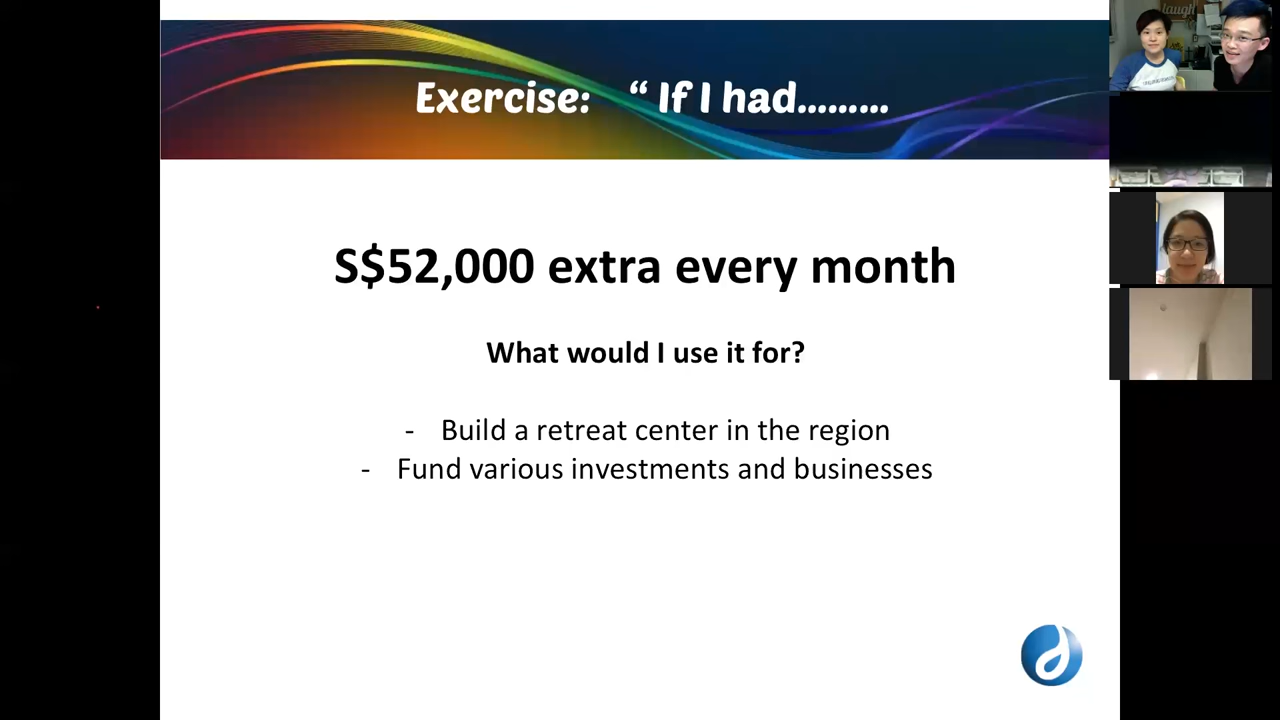 Exercise: “ If I had.........
S$52,000 extra every month
What would I use it for?
- Build a retreat center in the region
- Fund various investments and businesses
laugh